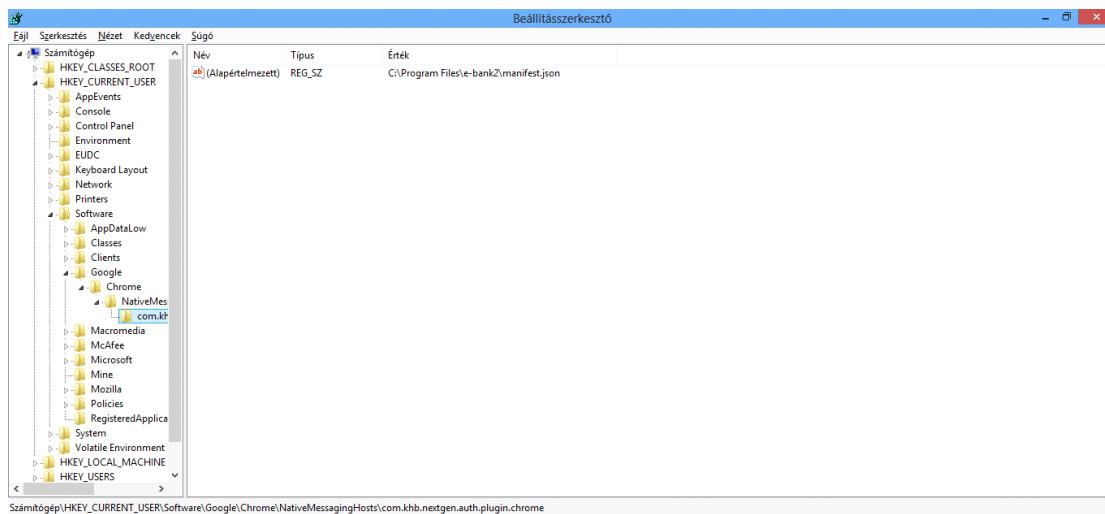 Beállításszerkesztő
Fájl Szerkesztés Nézet Kedvencek Súgó
Számítógép
HKEY_CLASSES_ROOT
HKEY_CURRENT_USER
AppEvents
Console
Control Panel
Environment
EUDC
Keyboard Layout
Network
Printers
Software
AppDataLow
Classes
Clients
Google
Chrome
NativeMes
com.kh
Macromedia
McAfee
Microsoft
Mine
Mozilla
Policies
RegisteredApplica
System
Volatile Environment
HKEY_LOCAL_MACHINE
HKEY_USERS
Név Típus Érték
ab (Alapértelmezett) REG_SZ C:\Program Files\e-bank2\manifest.json
Számítógép\HKEY_CURRENT_USER\Software\Google\Chrome\NativeMessagingHosts\com.khb.nextgen.auth.plugin.chrome